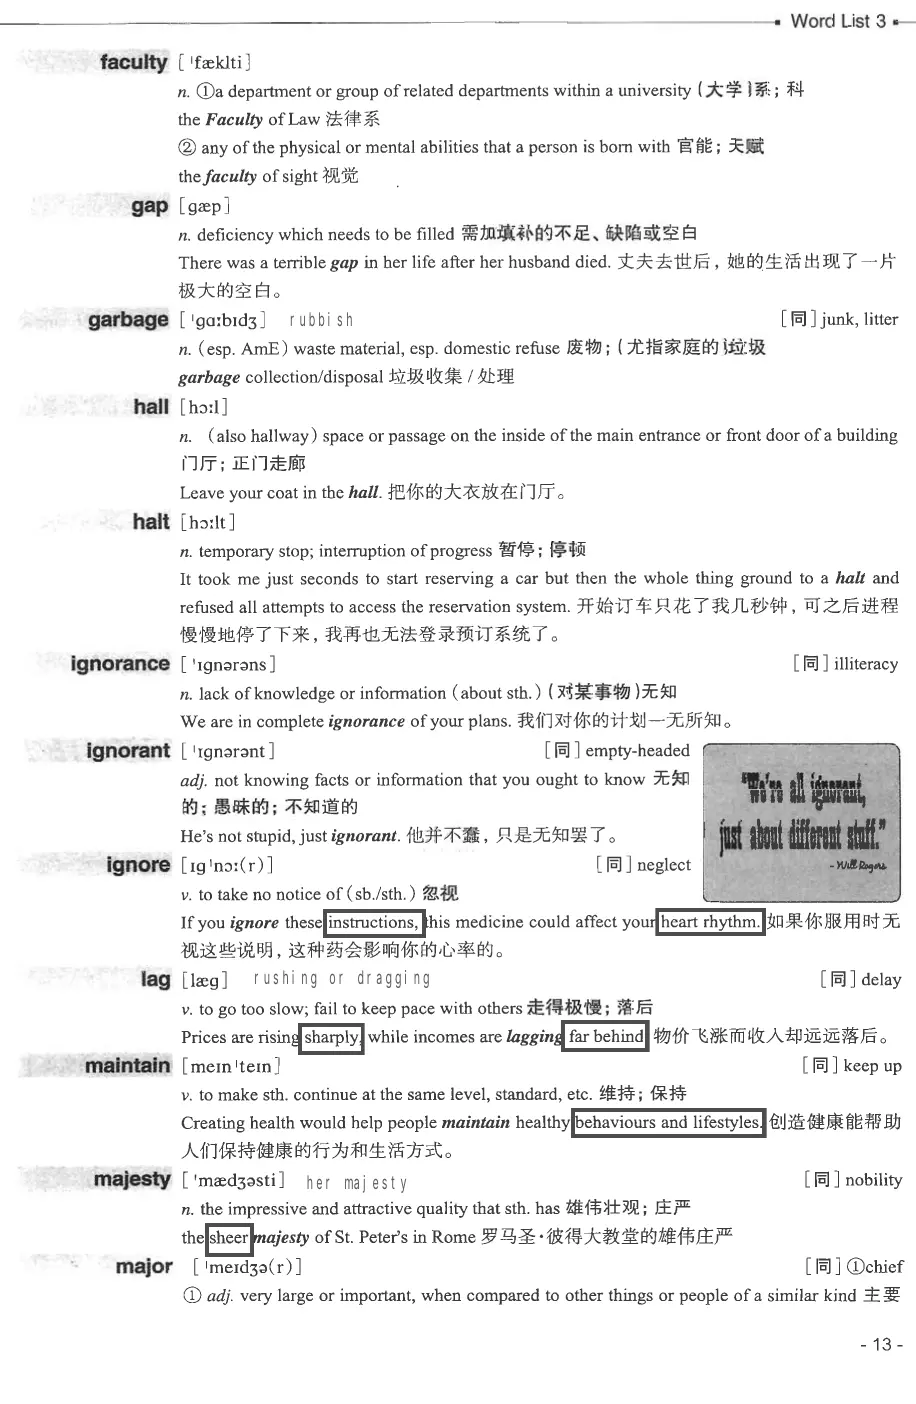 Word List 3
faculty [ ˈfæklti ]
n. ①a department or group of related departments within a university (大学)系; 科
the Faculty of Law 法律系
② any of the physical or mental abilities that a person is born with 官能; 天赋
the faculty of sight 视觉
gap [ gæp ]
n. deficiency which needs to be filled 需加填补的不足、缺陷或空白
There was a terrible gap in her life after her husband died. 丈夫去世后, 她的生活出现了一片
极大的空白。
garbage [ ˈgɑːbɪdʒ ] rubbish [ 同 ] junk, litter
n. ( esp. AmE ) waste material, esp. domestic refuse 废物; (尤指家庭的)垃圾
garbage collection/disposal 垃圾收集 / 处理
hall [ hɔːl ]
n. ( also hallway ) space or passage on the inside of the main entrance or front door of a building
门厅; 正门走廊
Leave your coat in the hall. 把你的大衣放在门厅。
halt [ hɔːlt ]
n. temporary stop; interruption of progress 暂停; 停顿
It took me just seconds to start reserving a car but then the whole thing ground to a halt and
refused all attempts to access the reservation system. 开始订车只花了我几秒钟, 可之后进程
慢慢地停了下来, 我再也无法登录预订系统了。
ignorance [ ˈɪgnərəns ] [ 同 ] illiteracy
n. lack of knowledge or information ( about sth. ) (对某事物)无知
We are in complete ignorance of your plans. 我们对你的计划一无所知。
ignorant [ ˈɪgnərənt ] [ 同 ] empty-headed
adj. not knowing facts or information that you ought to know 无知
的; 愚昧的; 不知道的
He's not stupid, just ignorant. 他并不蠢, 只是无知罢了。
"We're all ignorant,
just about different stuff."
- Will Rogers
ignore [ ɪgˈnɔː(r) ] [ 同 ] neglect
v. to take no notice of ( sb./sth. ) 忽视
If you ignore these instructions, this medicine could affect your heart rhythm. 如果你服用时无
视这些说明, 这种药会影响你的心率的。
lag [ læg ] rushing or dragging [ 同 ] delay
v. to go too slow; fail to keep pace with others 走得极慢; 落后
Prices are rising sharply, while incomes are lagging far behind. 物价飞涨而收入却远远落后。
maintain [ meɪnˈteɪn ] [ 同 ] keep up
v. to make sth. continue at the same level, standard, etc. 维持; 保持
Creating health would help people maintain healthy behaviours and lifestyles. 创造健康能帮助
人们保持健康的行为和生活方式。
majesty [ ˈmædʒəsti ] her majesty [ 同 ] nobility
n. the impressive and attractive quality that sth. has 雄伟壮观; 庄严
the sheer majesty of St. Peter's in Rome 罗马圣·彼得大教堂的雄伟庄严
major [ ˈmeɪdʒə(r) ] [ 同 ] ①chief
① adj. very large or important, when compared to other things or people of a similar kind 主要
- 13 -